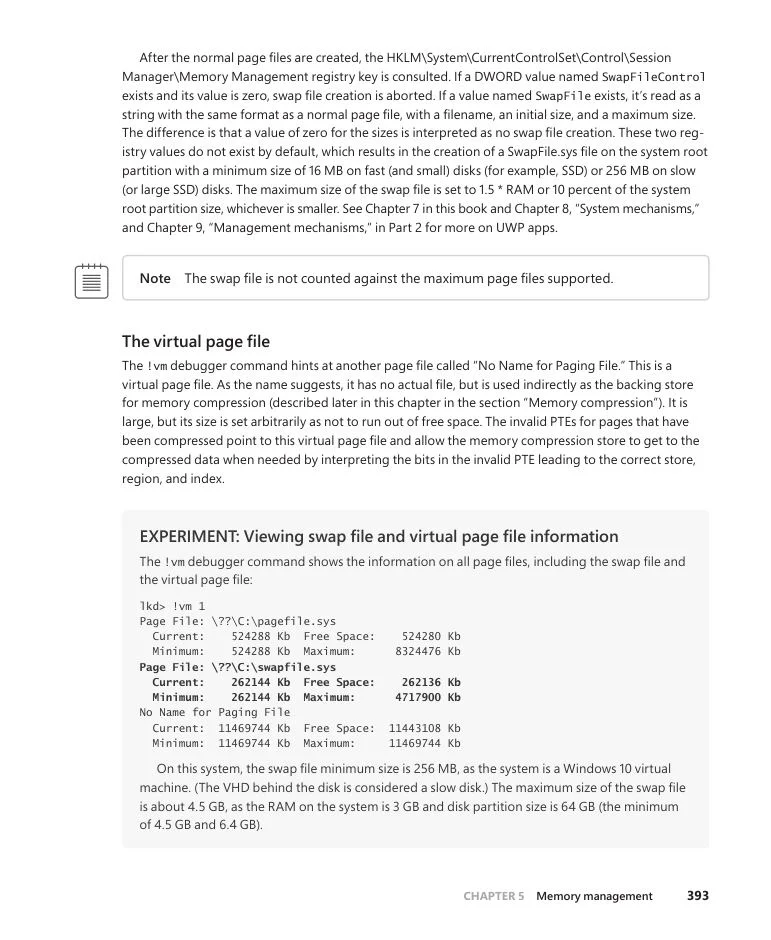 After the normal page files are created, the HKLM\System\CurrentControlSet\Control\Session
Manager\Memory Management registry key is consulted. If a DWORD value named SwapFileControl
exists and its value is zero, swap file creation is aborted. If a value named SwapFile exists, it's read as a
string with the same format as a normal page file, with a filename, an initial size, and a maximum size.
The difference is that a value of zero for the sizes is interpreted as no swap file creation. These two reg-
istry values do not exist by default, which results in the creation of a SwapFile.sys file on the system root
partition with a minimum size of 16 MB on fast (and small) disks (for example, SSD) or 256 MB on slow
(or large SSD) disks. The maximum size of the swap file is set to 1.5 * RAM or 10 percent of the system
root partition size, whichever is smaller. See Chapter 7 in this book and Chapter 8, "System mechanisms,"
and Chapter 9, "Management mechanisms," in Part 2 for more on UWP apps.
Note The swap file is not counted against the maximum page files supported.
The virtual page file
The !vm debugger command hints at another page file called "No Name for Paging File." This is a
virtual page file. As the name suggests, it has no actual file, but is used indirectly as the backing store
for memory compression (described later in this chapter in the section "Memory compression"). It is
large, but its size is set arbitrarily as not to run out of free space. The invalid PTEs for pages that have
been compressed point to this virtual page file and allow the memory compression store to get to the
compressed data when needed by interpreting the bits in the invalid PTE leading to the correct store,
region, and index.
EXPERIMENT: Viewing swap file and virtual page file information
The !vm debugger command shows the information on all page files, including the swap file and
the virtual page file:
lkd> !vm 1
Page File: \??\C:\pagefile.sys
Current: 524288 Kb Free Space: 524280 Kb
Minimum: 524288 Kb Maximum: 8324476 Kb
Page File: \??\C:\swapfile.sys
Current: 262144 Kb Free Space: 262136 Kb
Minimum: 262144 Kb Maximum: 4717900 Kb
No Name for Paging File
Current: 11469744 Kb Free Space: 11443108 Kb
Minimum: 11469744 Kb Maximum: 11469744 Kb
On this system, the swap file minimum size is 256 MB, as the system is a Windows 10 virtual
machine. (The VHD behind the disk is considered a slow disk.) The maximum size of the swap file
is about 4.5 GB, as the RAM on the system is 3 GB and disk partition size is 64 GB (the minimum
of 4.5 GB and 6.4 GB).
CHAPTER 5 Memory management 393